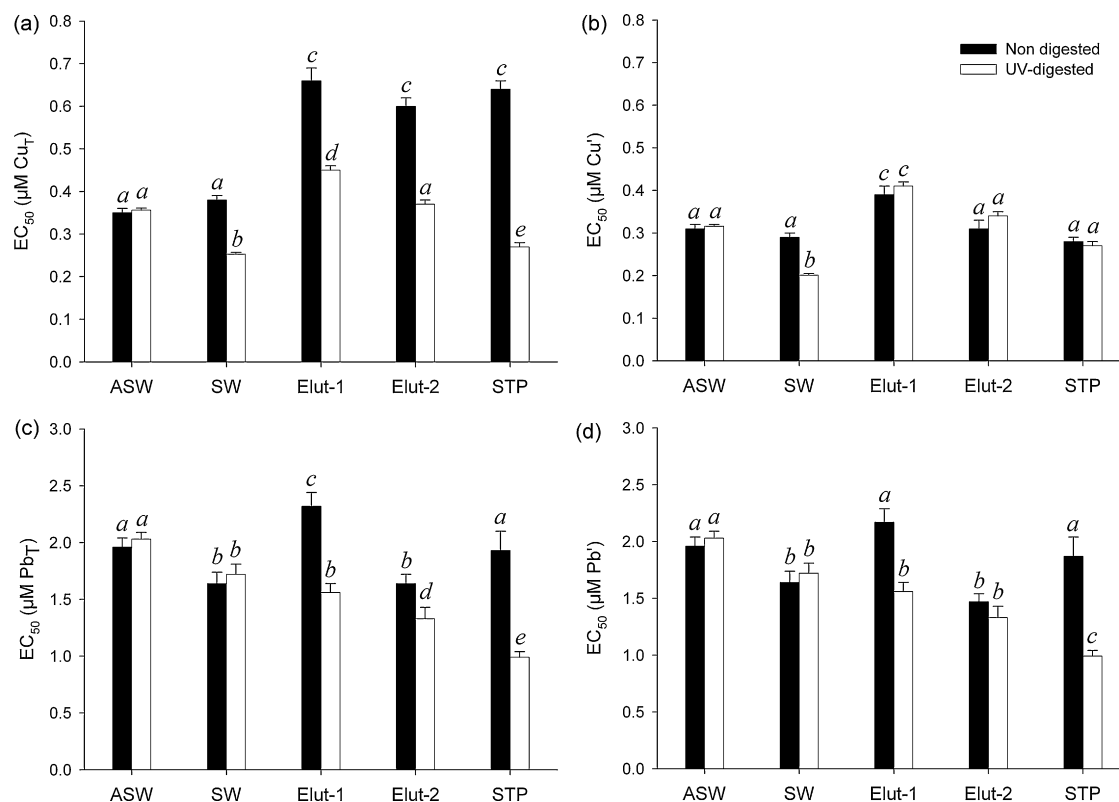 (a)
EC50 (µM CuT)
0.8
0.7
0.6
0.5
0.4
0.3
0.2
0.1
0.0
a a
a
b
c
d
c
a
c
e
ASW SW Elut-1 Elut-2 STP
(b)
Non digested
UV-digested
EC50 (µM Cu')
0.8
0.7
0.6
0.5
0.4
0.3
0.2
0.1
0.0
a a
a
b
c c
a a
a a
ASW SW Elut-1 Elut-2 STP
(c)
EC50 (µM PbT)
3.0
2.5
2.0
1.5
1.0
0.5
0.0
a a
b b
c
b
b
d
a
e
ASW SW Elut-1 Elut-2 STP
(d)
EC50 (µM Pb')
3.0
2.5
2.0
1.5
1.0
0.5
0.0
a a
b b
a
b
b b
a
c
ASW SW Elut-1 Elut-2 STP